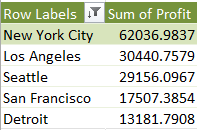 Row Labels Sum of Profit
New York City 62036.9837
Los Angeles 30440.7579
Seattle 29156.0967
San Francisco 17507.3854
Detroit 13181.7908